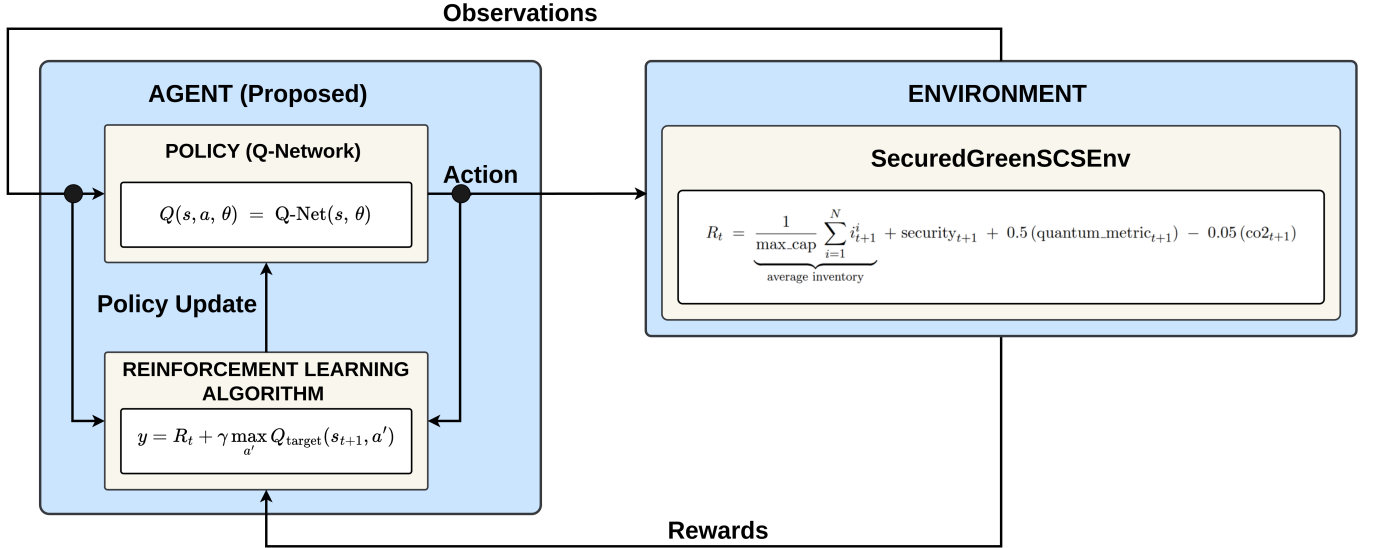 Observations
AGENT (Proposed)
POLICY (Q-Network)
Q(s, a, θ) = Q-Net(s, θ)
Action
Policy Update
REINFORCEMENT LEARNING
ALGORITHM
y = R_t + γ max_{a'} Q_target(s_{t+1}, a')
ENVIRONMENT
SecuredGreenSCSEnv
R_t = \frac{1}{max_cap} \sum_{i=1}^{N} i^i_{t+1} + security_{t+1} + 0.5 (quantum_metric_{t+1}) − 0.05 (co2_{t+1})
average inventory
Rewards